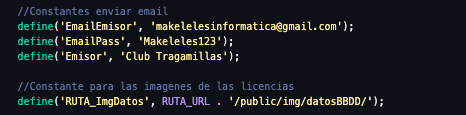 //Constantes enviar email
define('EmailEmisor', 'makelelesinformatica@gmail.com');
define('EmailPass', 'Makeleles123');
define('Emisor', 'Club Tragamillas');
//Constante para las imagenes de las licencias
define('RUTA_ImgDatos', RUTA_URL . '/public/img/datosBBDD/');